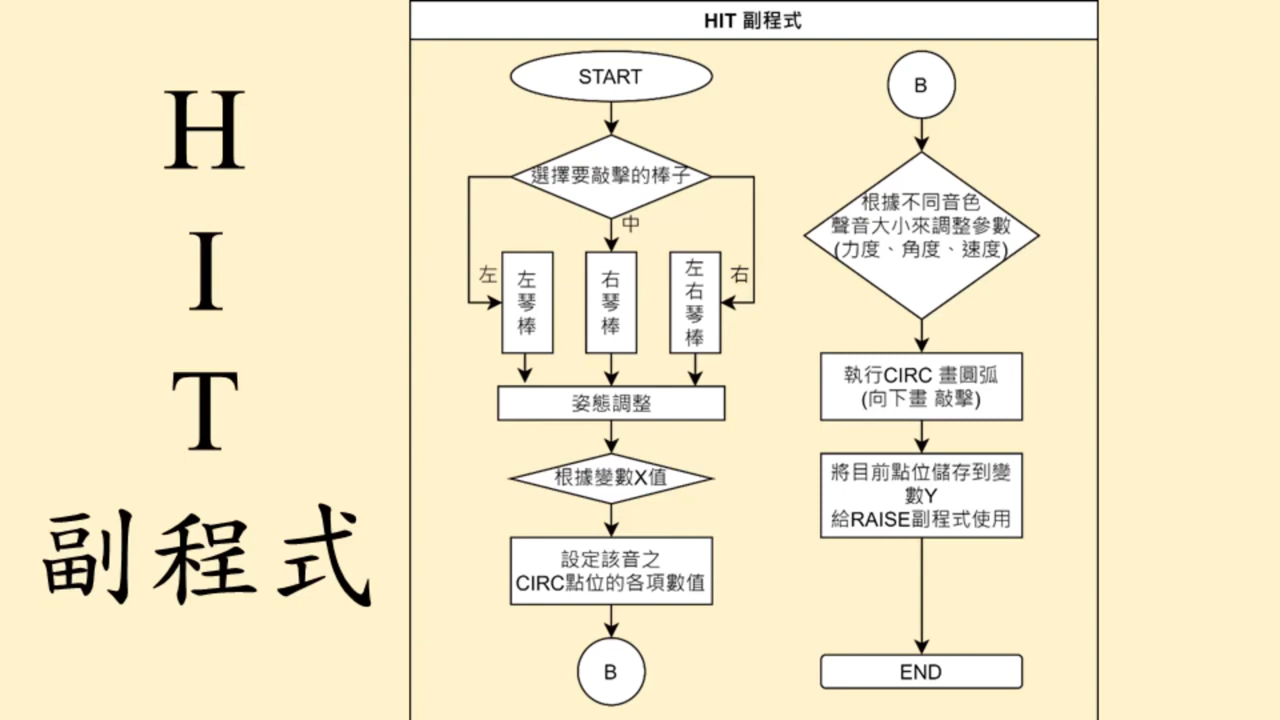 H
I
T
副程式
HIT 副程式
START
選擇要敲擊的棒子
中
左
右
左
琴
棒
右
琴
棒
左
右
琴
棒
姿態調整
根據變數X值
設定該音之
CIRC點位的各項數值
B
B
根據不同音色
聲音大小來調整參數
(力度、角度、速度)
執行CIRC 畫圓弧
(向下畫 敲擊)
將目前點位儲存到變
數Y
給RAISE副程式使用
END